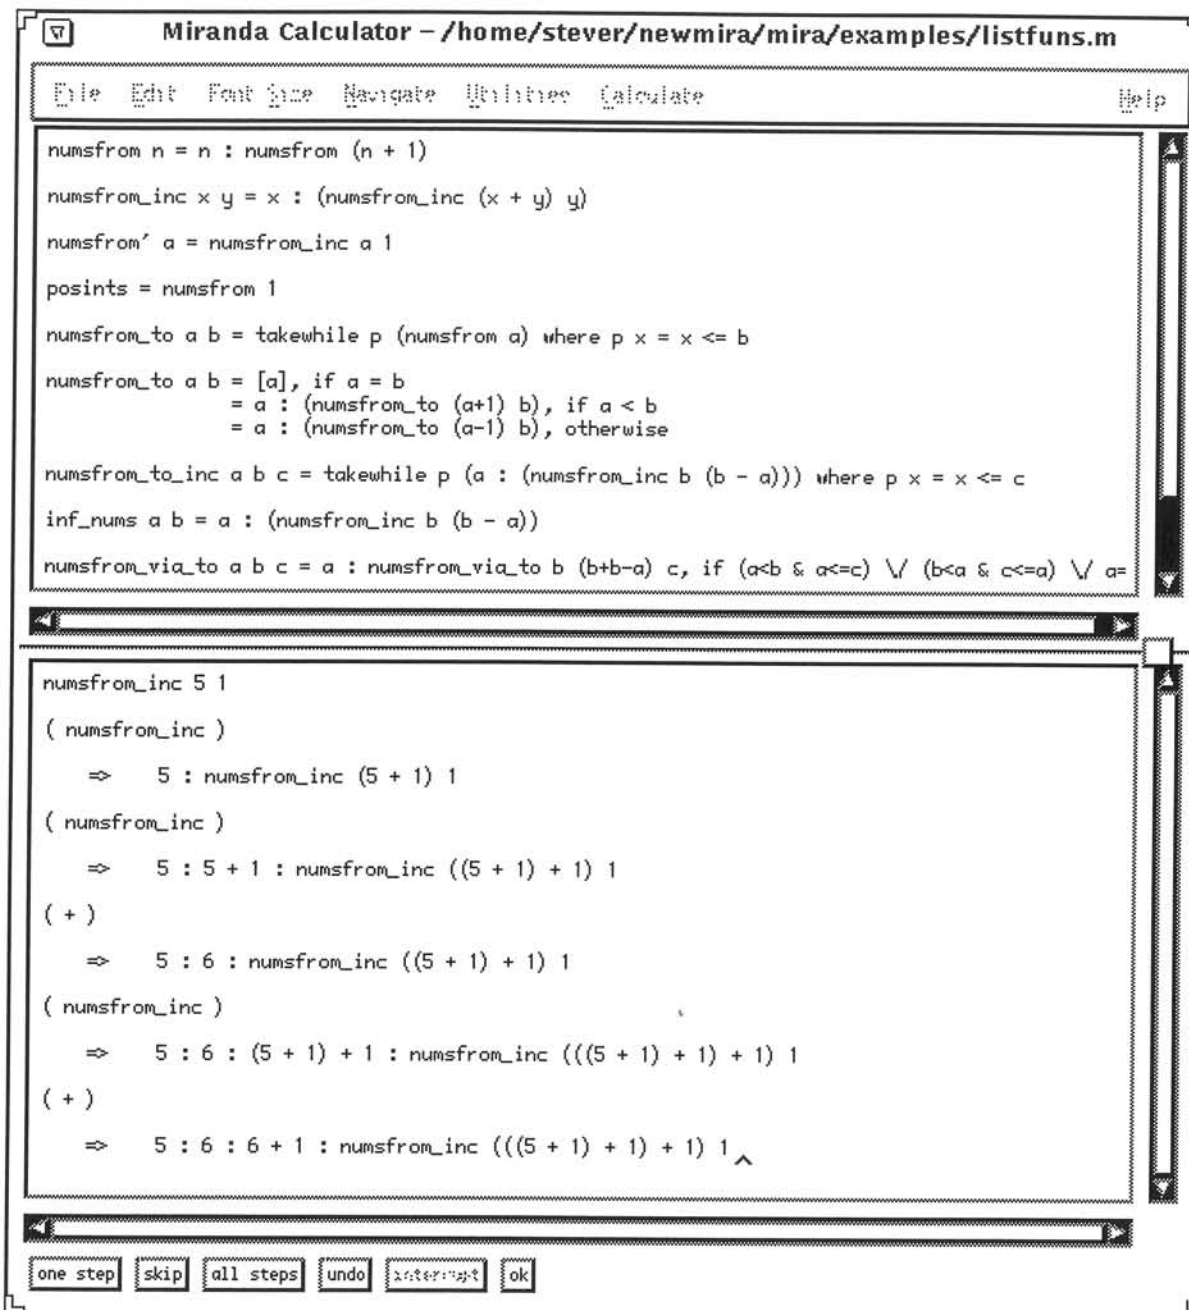 Miranda Calculator – /home/stever/newmira/mira/examples/listfuns.m
File Edit Font Size Navigate Utilities Calculate Help
numsfrom n = n : numsfrom (n + 1)
numsfrom_inc x y = x : (numsfrom_inc (x + y) y)
numsfrom′ a = numsfrom_inc a 1
posints = numsfrom 1
numsfrom_to a b = takewhile p (numsfrom a) where p x = x <= b
numsfrom_to a b = [a], if a = b
= a : (numsfrom_to (a+1) b), if a < b
= a : (numsfrom_to (a-1) b), otherwise
numsfrom_to_inc a b c = takewhile p (a : (numsfrom_inc b (b - a))) where p x = x <= c
inf_nums a b = a : (numsfrom_inc b (b - a))
numsfrom_via_to a b c = a : numsfrom_via_to b (b+b-a) c, if (a<b & a<=c) \/ (b<a & c<=a) \/ a=
numsfrom_inc 5 1
( numsfrom_inc )
=> 5 : numsfrom_inc (5 + 1) 1
( numsfrom_inc )
=> 5 : 5 + 1 : numsfrom_inc ((5 + 1) + 1) 1
( + )
=> 5 : 6 : numsfrom_inc ((5 + 1) + 1) 1
( numsfrom_inc )
=> 5 : 6 : (5 + 1) + 1 : numsfrom_inc (((5 + 1) + 1) + 1) 1
( + )
=> 5 : 6 : 6 + 1 : numsfrom_inc (((5 + 1) + 1) + 1) 1
one step skip all steps undo interrupt ok